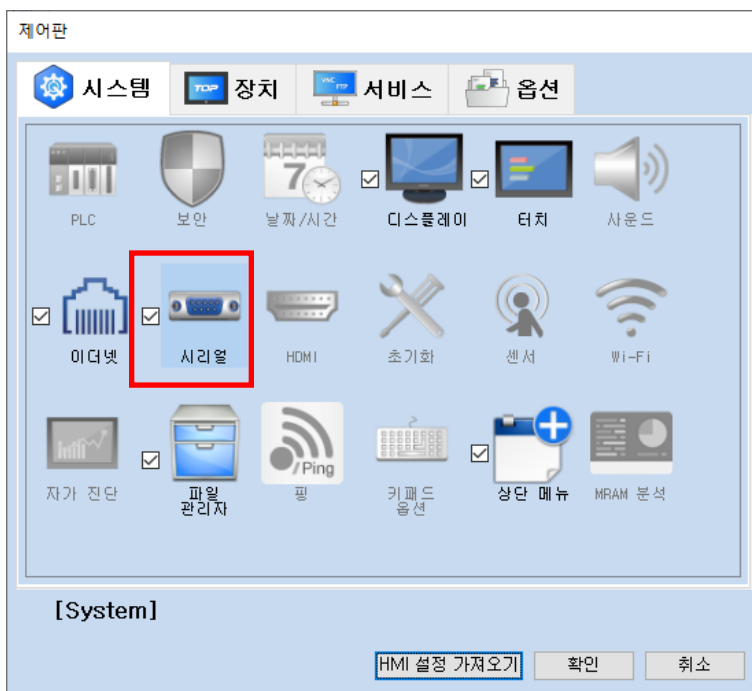 제어판
시스템
TOP 장치
VNC FTP 서비스
옵션
7
PLC
보안
날짜/시간
디스플레이
터치
사운드
이더넷
시리얼
HDMI
초기화
센서
Wi-Fi
/Ping
자가 진단
파일
관리자
핑
키패드
옵션
상단 메뉴
MRAM 분석
[System]
HMI 설정 가져오기
확인
취소